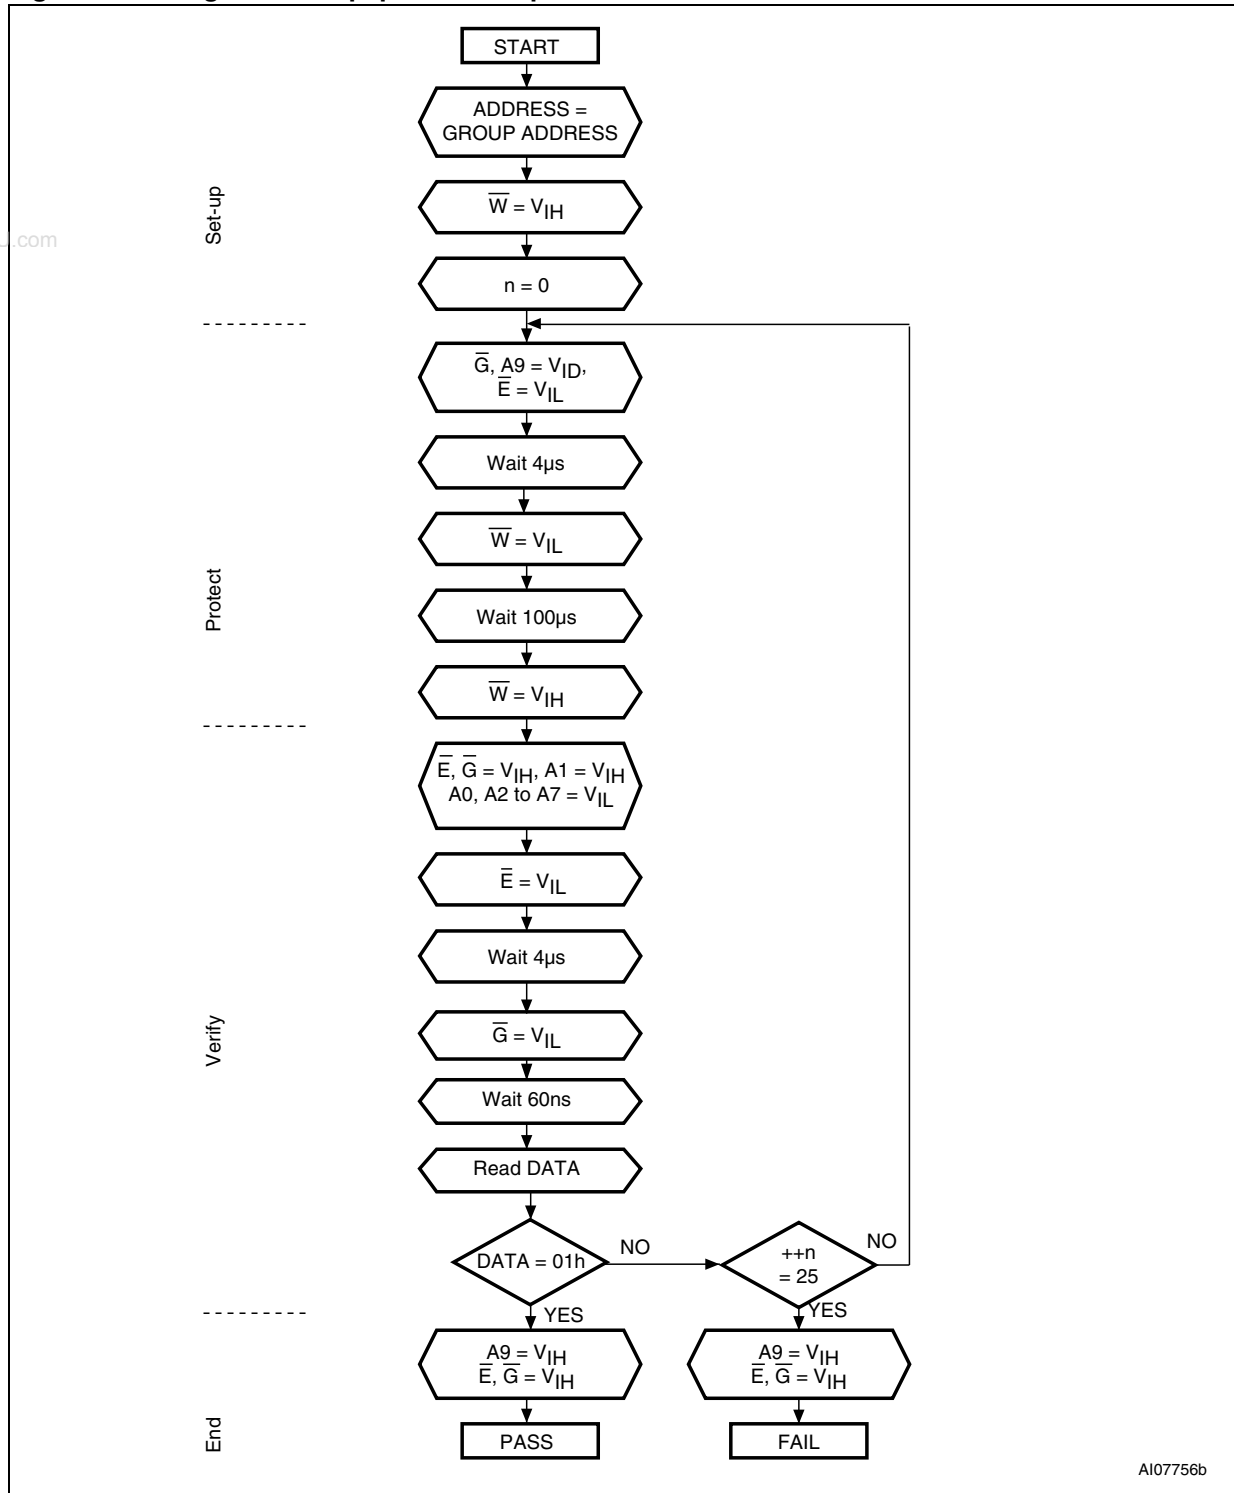 START
ADDRESS =
GROUP ADDRESS
Set-up
W̅ = VIH
.com
n = 0
G̅, A9 = VID,
E̅ = VIL
Wait 4µs
W̅ = VIL
Protect
Wait 100µs
W̅ = VIH
E̅, G̅ = VIH, A1 = VIH
A0, A2 to A7 = VIL
E̅ = VIL
Wait 4µs
Verify
G̅ = VIL
Wait 60ns
Read DATA
DATA = 01h
NO
++n
= 25
NO
YES
YES
A9 = VIH
E̅, G̅ = VIH
A9 = VIH
E̅, G̅ = VIH
End
PASS
FAIL
AI07756b